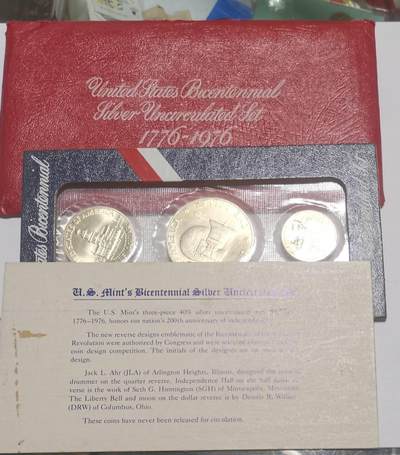 United States Bicentennial
Silver Uncirculated Set
1776-1976
States Bicentennial
U.S. Mint's Bicentennial Silver
The U.S. Mint's three-piece 40% silver uncirculated
1776-1976, honors our nation's 200th anniversary of
The new reverse designs emblematic of the
Revolution were authorized by Congress and were selected
coin design competition. The initials of the designers
design.
Jack L. Ahr (JLA) of Arlington Heights, Illinois, designed the
drummer on the quarter reverse. Independence Hall on the half
verse is the work of Seth G. Huntington (SGH) of Minneapolis,
The Liberty Bell and moon on the dollar reverse is by Dennis R.
(DRW) of Columbus, Ohio.
These coins have never been released for circulation.